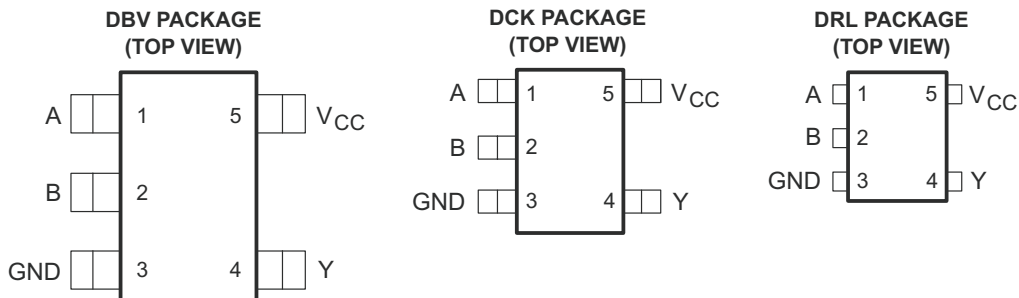 DBV PACKAGE
(TOP VIEW)
A 1 5 VCC
B 2
GND 3 4 Y
DCK PACKAGE
(TOP VIEW)
A 1 5 VCC
B 2
GND 3 4 Y
DRL PACKAGE
(TOP VIEW)
A 1 5 VCC
B 2
GND 3 4 Y